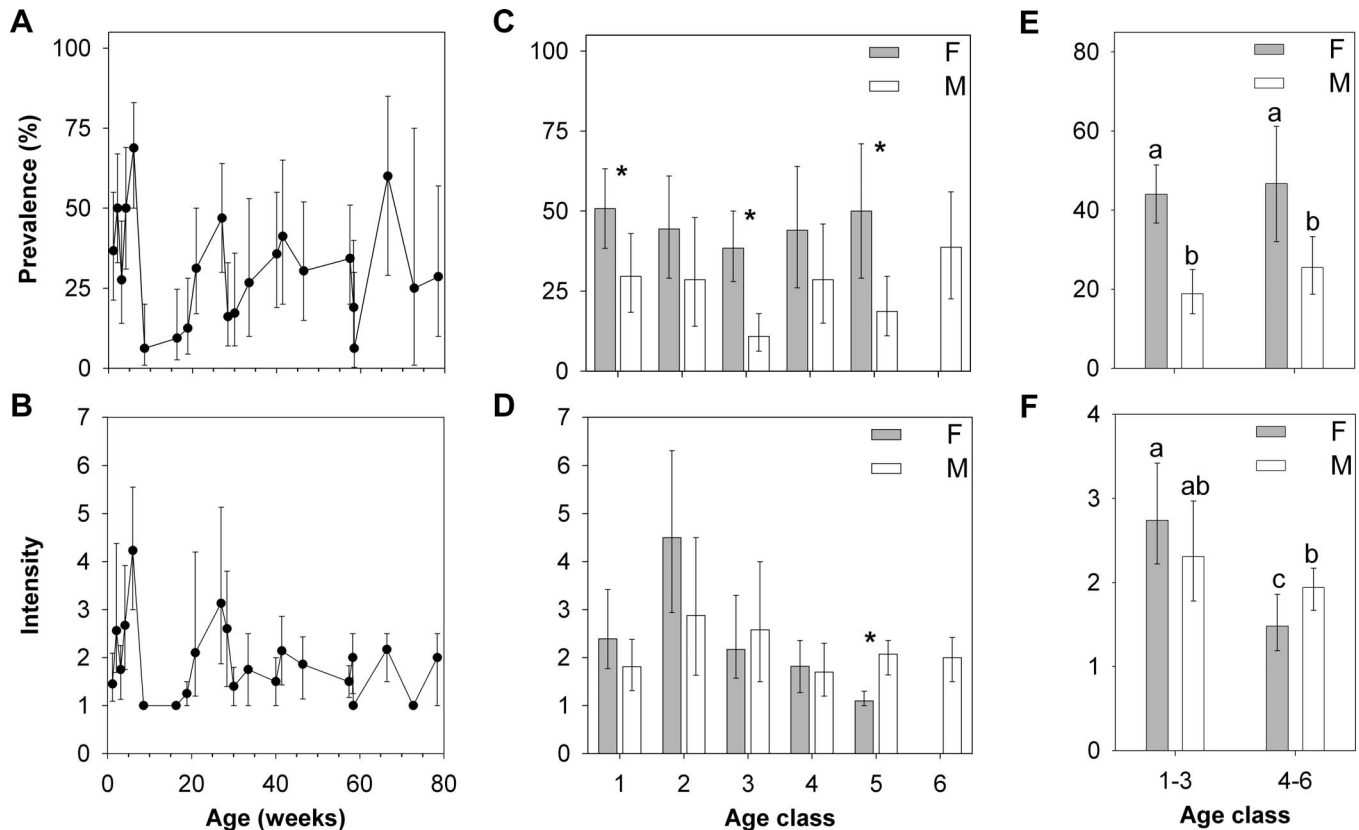 A
100
75
50
25
0
Prevalence (%)
B
7
6
5
4
3
2
1
0
Intensity
0 20 40 60 80
Age (weeks)
C
F
M
100
75
50
25
0
* * *
D
F
M
7
6
5
4
3
2
1
0
*
1 2 3 4 5 6
Age class
E
F
M
80
60
40
20
0
a b a b
F
F
M
4
3
2
1
0
a ab c b
1-3 4-6
Age class